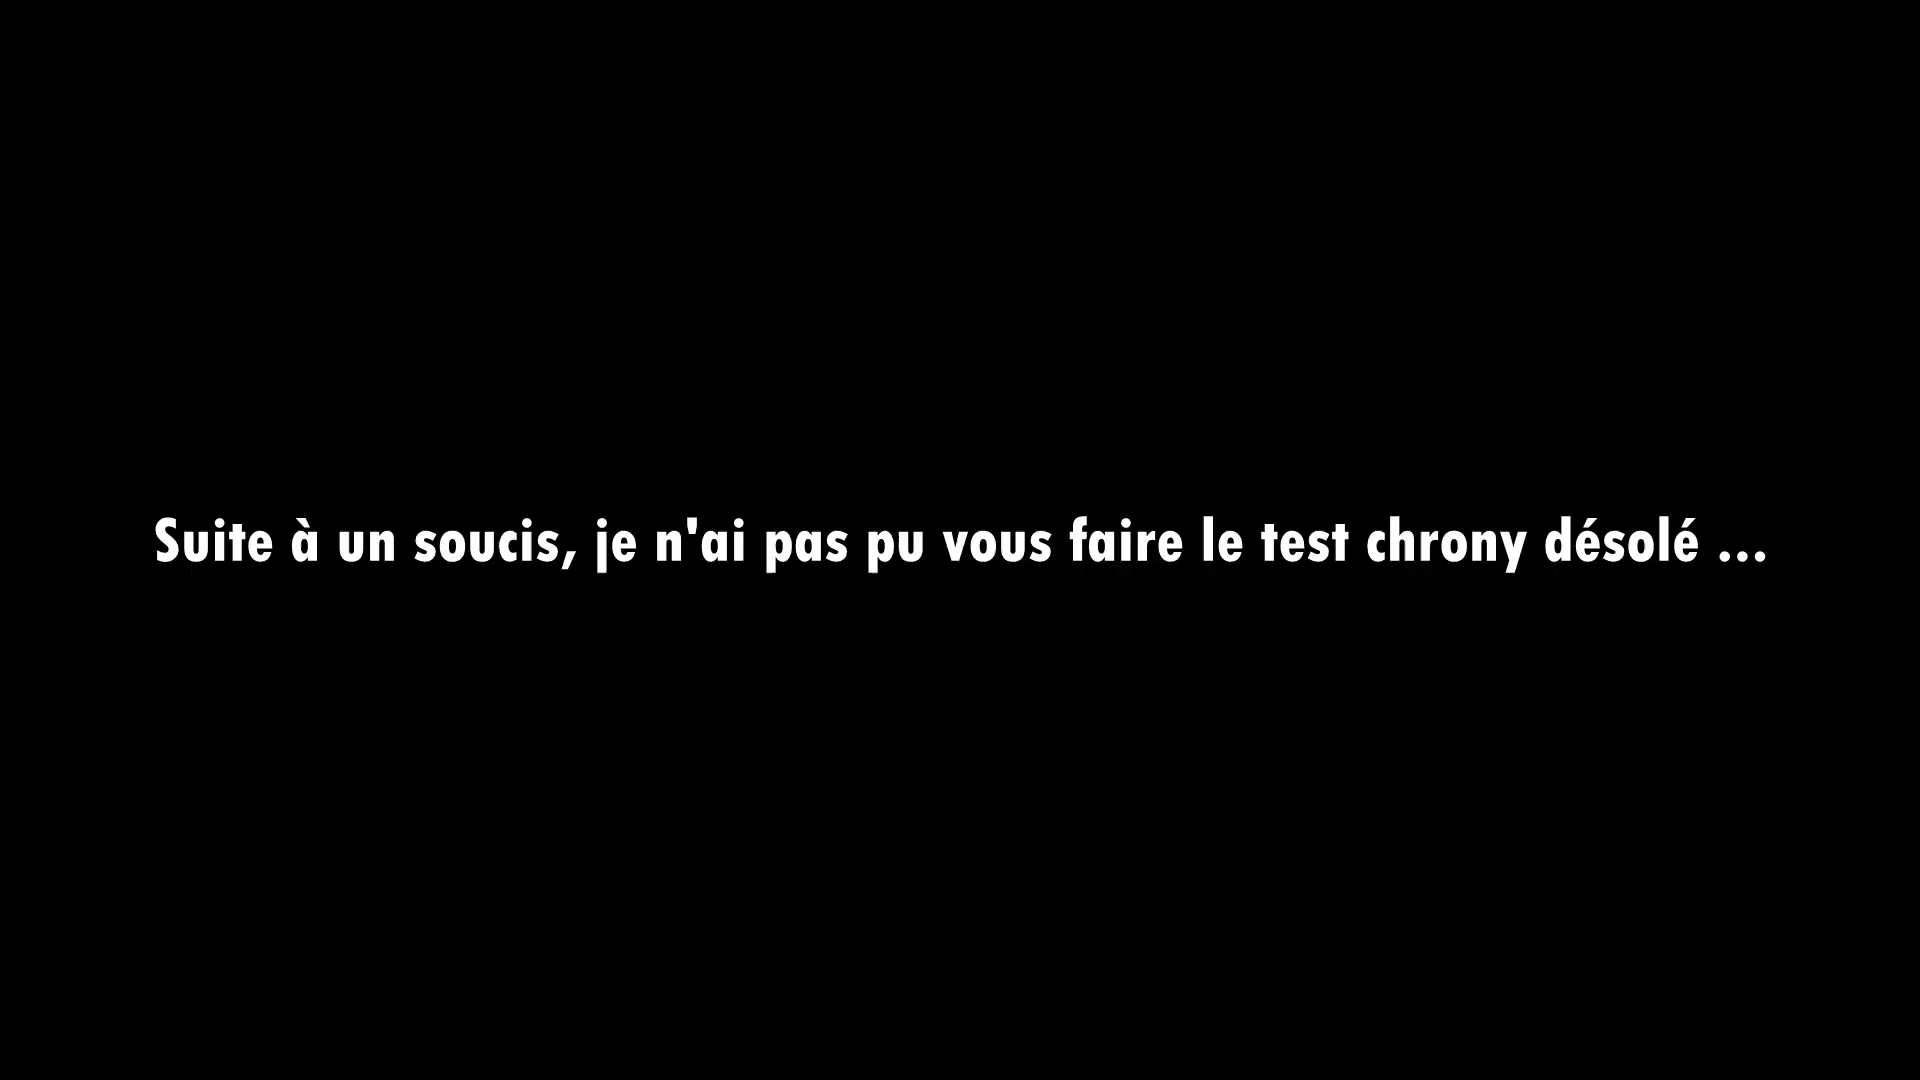 Suite à un soucis, je n'ai pas pu vous faire le test chrony désolé ...